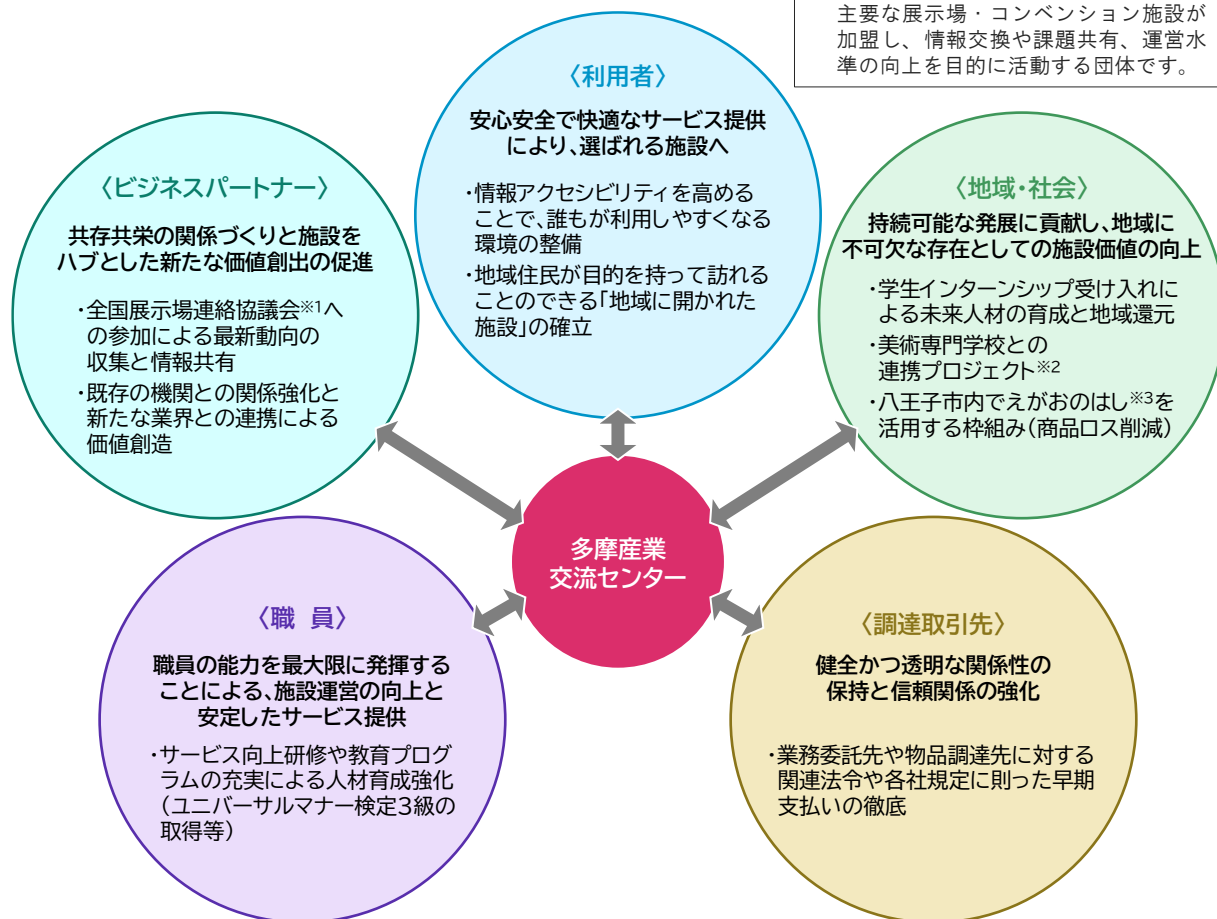 主要な展示場・コンベンション施設が
加盟し、情報交換や課題共有、運営水
準の向上を目的に活動する団体です。
〈利用者〉
安心安全で快適なサービス提供
により、選ばれる施設へ
・情報アクセシビリティを高める
ことで、誰もが利用しやすくなる
環境の整備
・地域住民が目的を持って訪れる
ことのできる「地域に開かれた
施設」の確立
〈ビジネスパートナー〉
共存共栄の関係づくりと施設を
ハブとした新たな価値創出の促進
・全国展示場連絡協議会※1へ
の参加による最新動向の
収集と情報共有
・既存の機関との関係強化と
新たな業界との連携による
価値創造
〈地域・社会〉
持続可能な発展に貢献し、地域に
不可欠な存在としての施設価値の向上
・学生インターンシップ受け入れに
よる未来人材の育成と地域還元
・美術専門学校との
連携プロジェクト※2
・八王子市内でえがおのはし※3を
活用する枠組み(商品ロス削減)
多摩産業
交流センター
〈職 員〉
職員の能力を最大限に発揮する
ことによる、施設運営の向上と
安定したサービス提供
・サービス向上研修や教育プログ
ラムの充実による人材育成強化
(ユニバーサルマナー検定3級の
取得等)
〈調達取引先〉
健全かつ透明な関係性の
保持と信頼関係の強化
・業務委託先や物品調達先に対する
関連法令や各社規定に則った早期
支払いの徹底